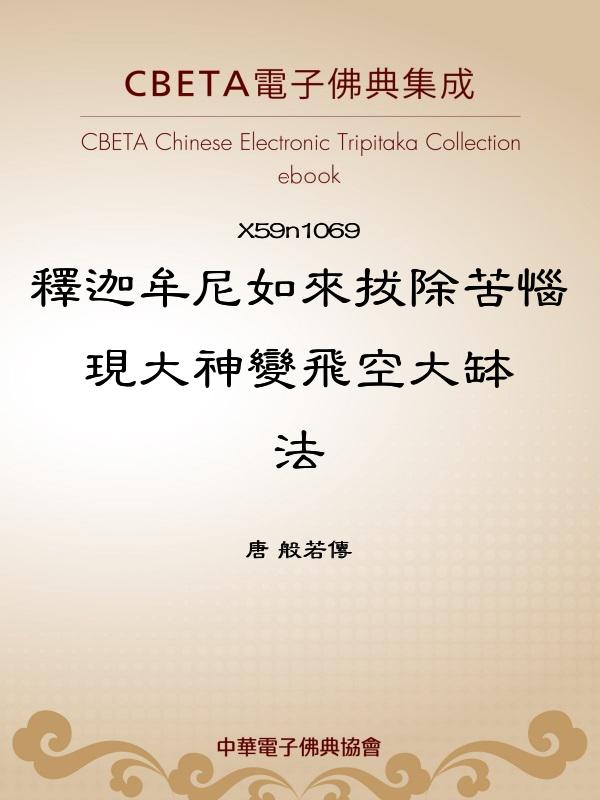 CBETA電子佛典集成
CBETA Chinese Electronic Tripitaka Collection
ebook
X59n1069
釋迦牟尼如來拔除苦惱
現大神變飛空大缽
法
唐 般若傳
中華電子佛典協會